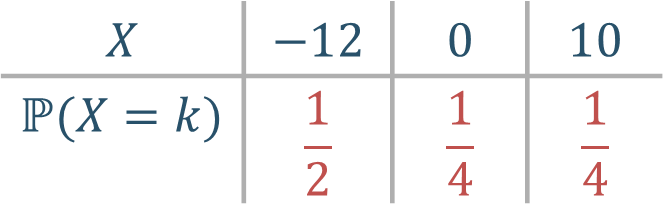 X −12 0 10
ℙ(X = k) 1/2 1/4 1/4